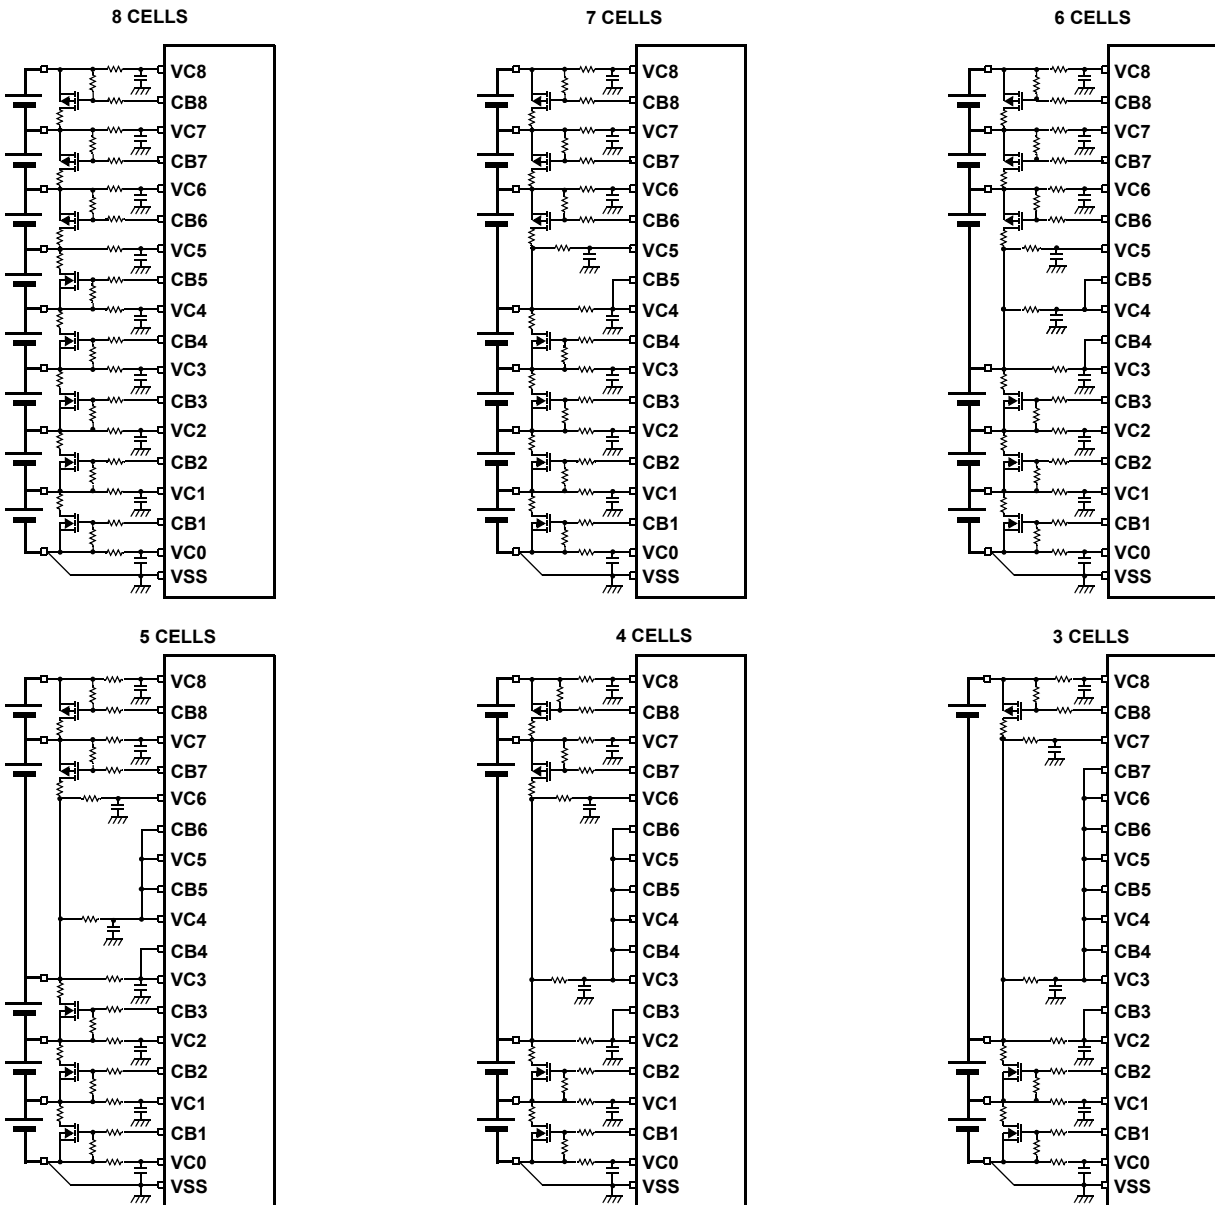 8 CELLS
VC8
CB8
VC7
CB7
VC6
CB6
VC5
CB5
VC4
CB4
VC3
CB3
VC2
CB2
VC1
CB1
VC0
VSS
7 CELLS
VC8
CB8
VC7
CB7
VC6
CB6
VC5
CB5
VC4
CB4
VC3
CB3
VC2
CB2
VC1
CB1
VC0
VSS
6 CELLS
VC8
CB8
VC7
CB7
VC6
CB6
VC5
CB5
VC4
CB4
VC3
CB3
VC2
CB2
VC1
CB1
VC0
VSS
5 CELLS
VC8
CB8
VC7
CB7
VC6
CB6
VC5
CB5
VC4
CB4
VC3
CB3
VC2
CB2
VC1
CB1
VC0
VSS
4 CELLS
VC8
CB8
VC7
CB7
VC6
CB6
VC5
CB5
VC4
CB4
VC3
CB3
VC2
CB2
VC1
CB1
VC0
VSS
3 CELLS
VC8
CB8
VC7
CB7
VC6
CB6
VC5
CB5
VC4
CB4
VC3
CB3
VC2
CB2
VC1
CB1
VC0
VSS